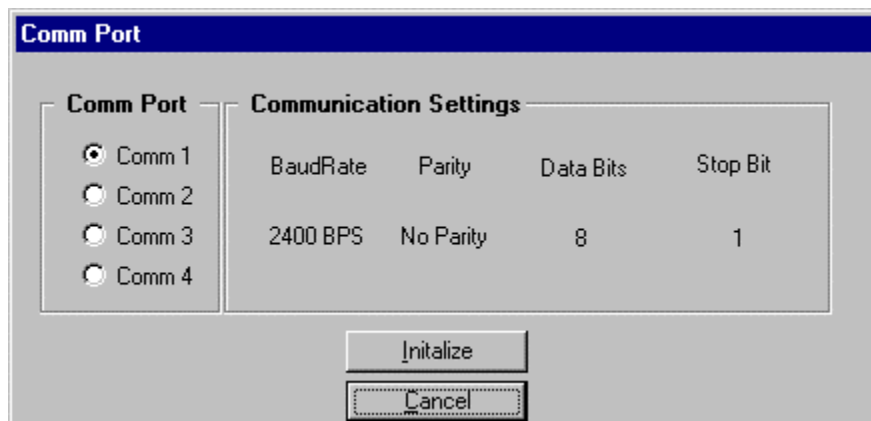 Comm Port
Comm Port
Communication Settings
Comm 1
Comm 2
Comm 3
Comm 4
BaudRate Parity Data Bits Stop Bit
2400 BPS No Parity 8 1
Initalize
Cancel